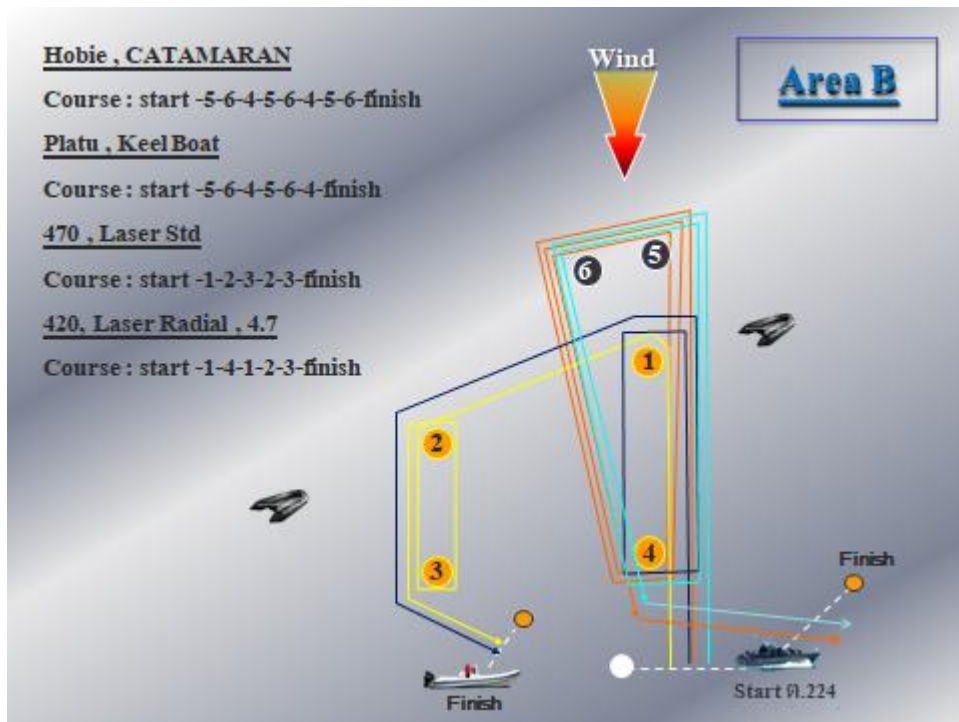 Hobie , CATAMARAN
Course : start -5-6-4-5-6-4-5-6-finish
Platu , Keel Boat
Course : start -5-6-4-5-6-4-finish
470 , Laser Std
Course : start -1-2-3-2-3-finish
420, Laser Radial , 4.7
Course : start -1-4-1-2-3-finish
Wind
Area B
6
5
1
2
4
3
Finish
Finish
Start ต.224